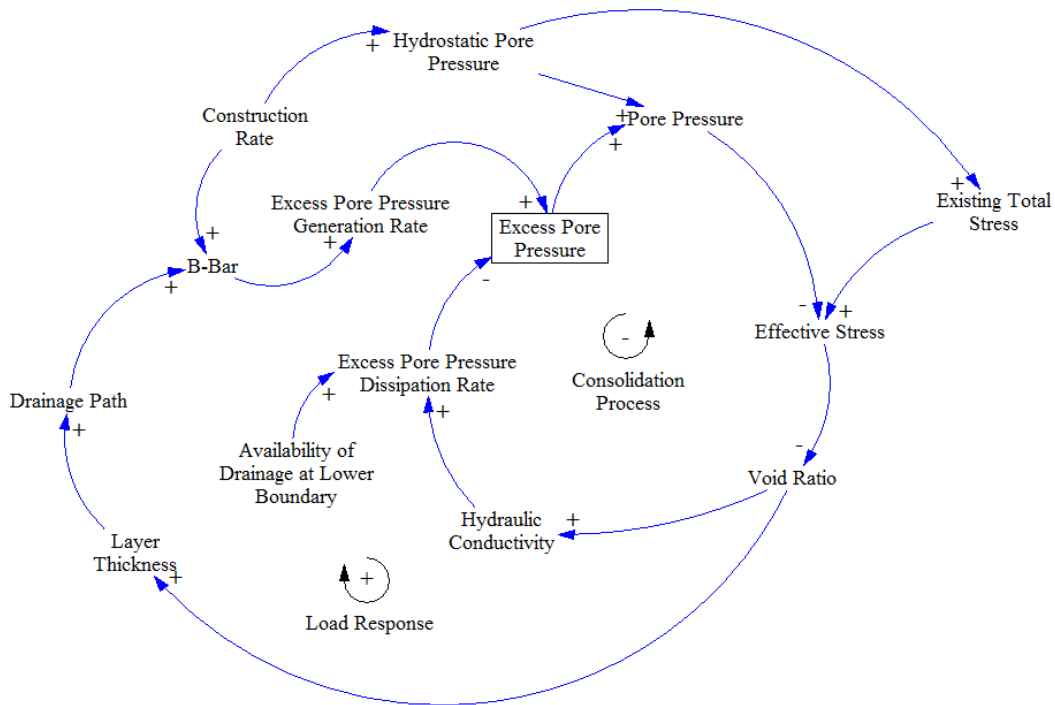 Hydrostatic Pore
Pressure
+
Construction
Rate
+
Pore Pressure
+
+
Excess Pore Pressure
Generation Rate
+
+
Existing Total
Stress
+
Excess Pore
Pressure
-
B-Bar
+
+
-
+
Effective Stress
-
Consolidation
Process
Excess Pore Pressure
Dissipation Rate
+
+
Drainage Path
+
Availability of
Drainage at Lower
Boundary
-
Void Ratio
Hydraulic
Conductivity
+
Layer
Thickness
+
+
Load Response